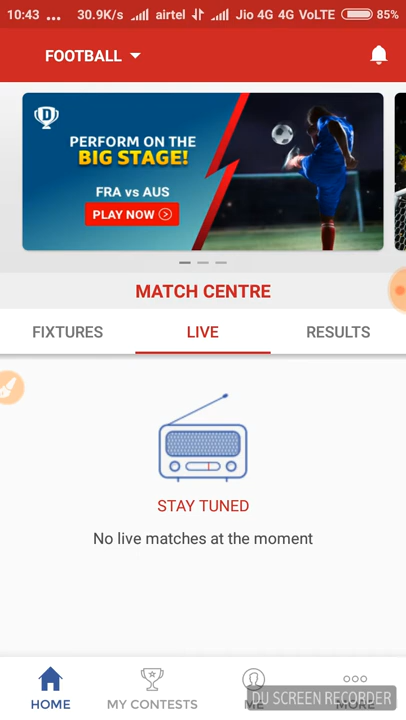 10:43 ... 30.9K/s airtel Jio 4G 4G VoLTE 85%
FOOTBALL
D
PERFORM ON THE
BIG STAGE!
FRA vs AUS
PLAY NOW
MATCH CENTRE
FIXTURES LIVE RESULTS
STAY TUNED
No live matches at the moment
HOME MY CONTESTS ME MORE
DU SCREEN RECORDER